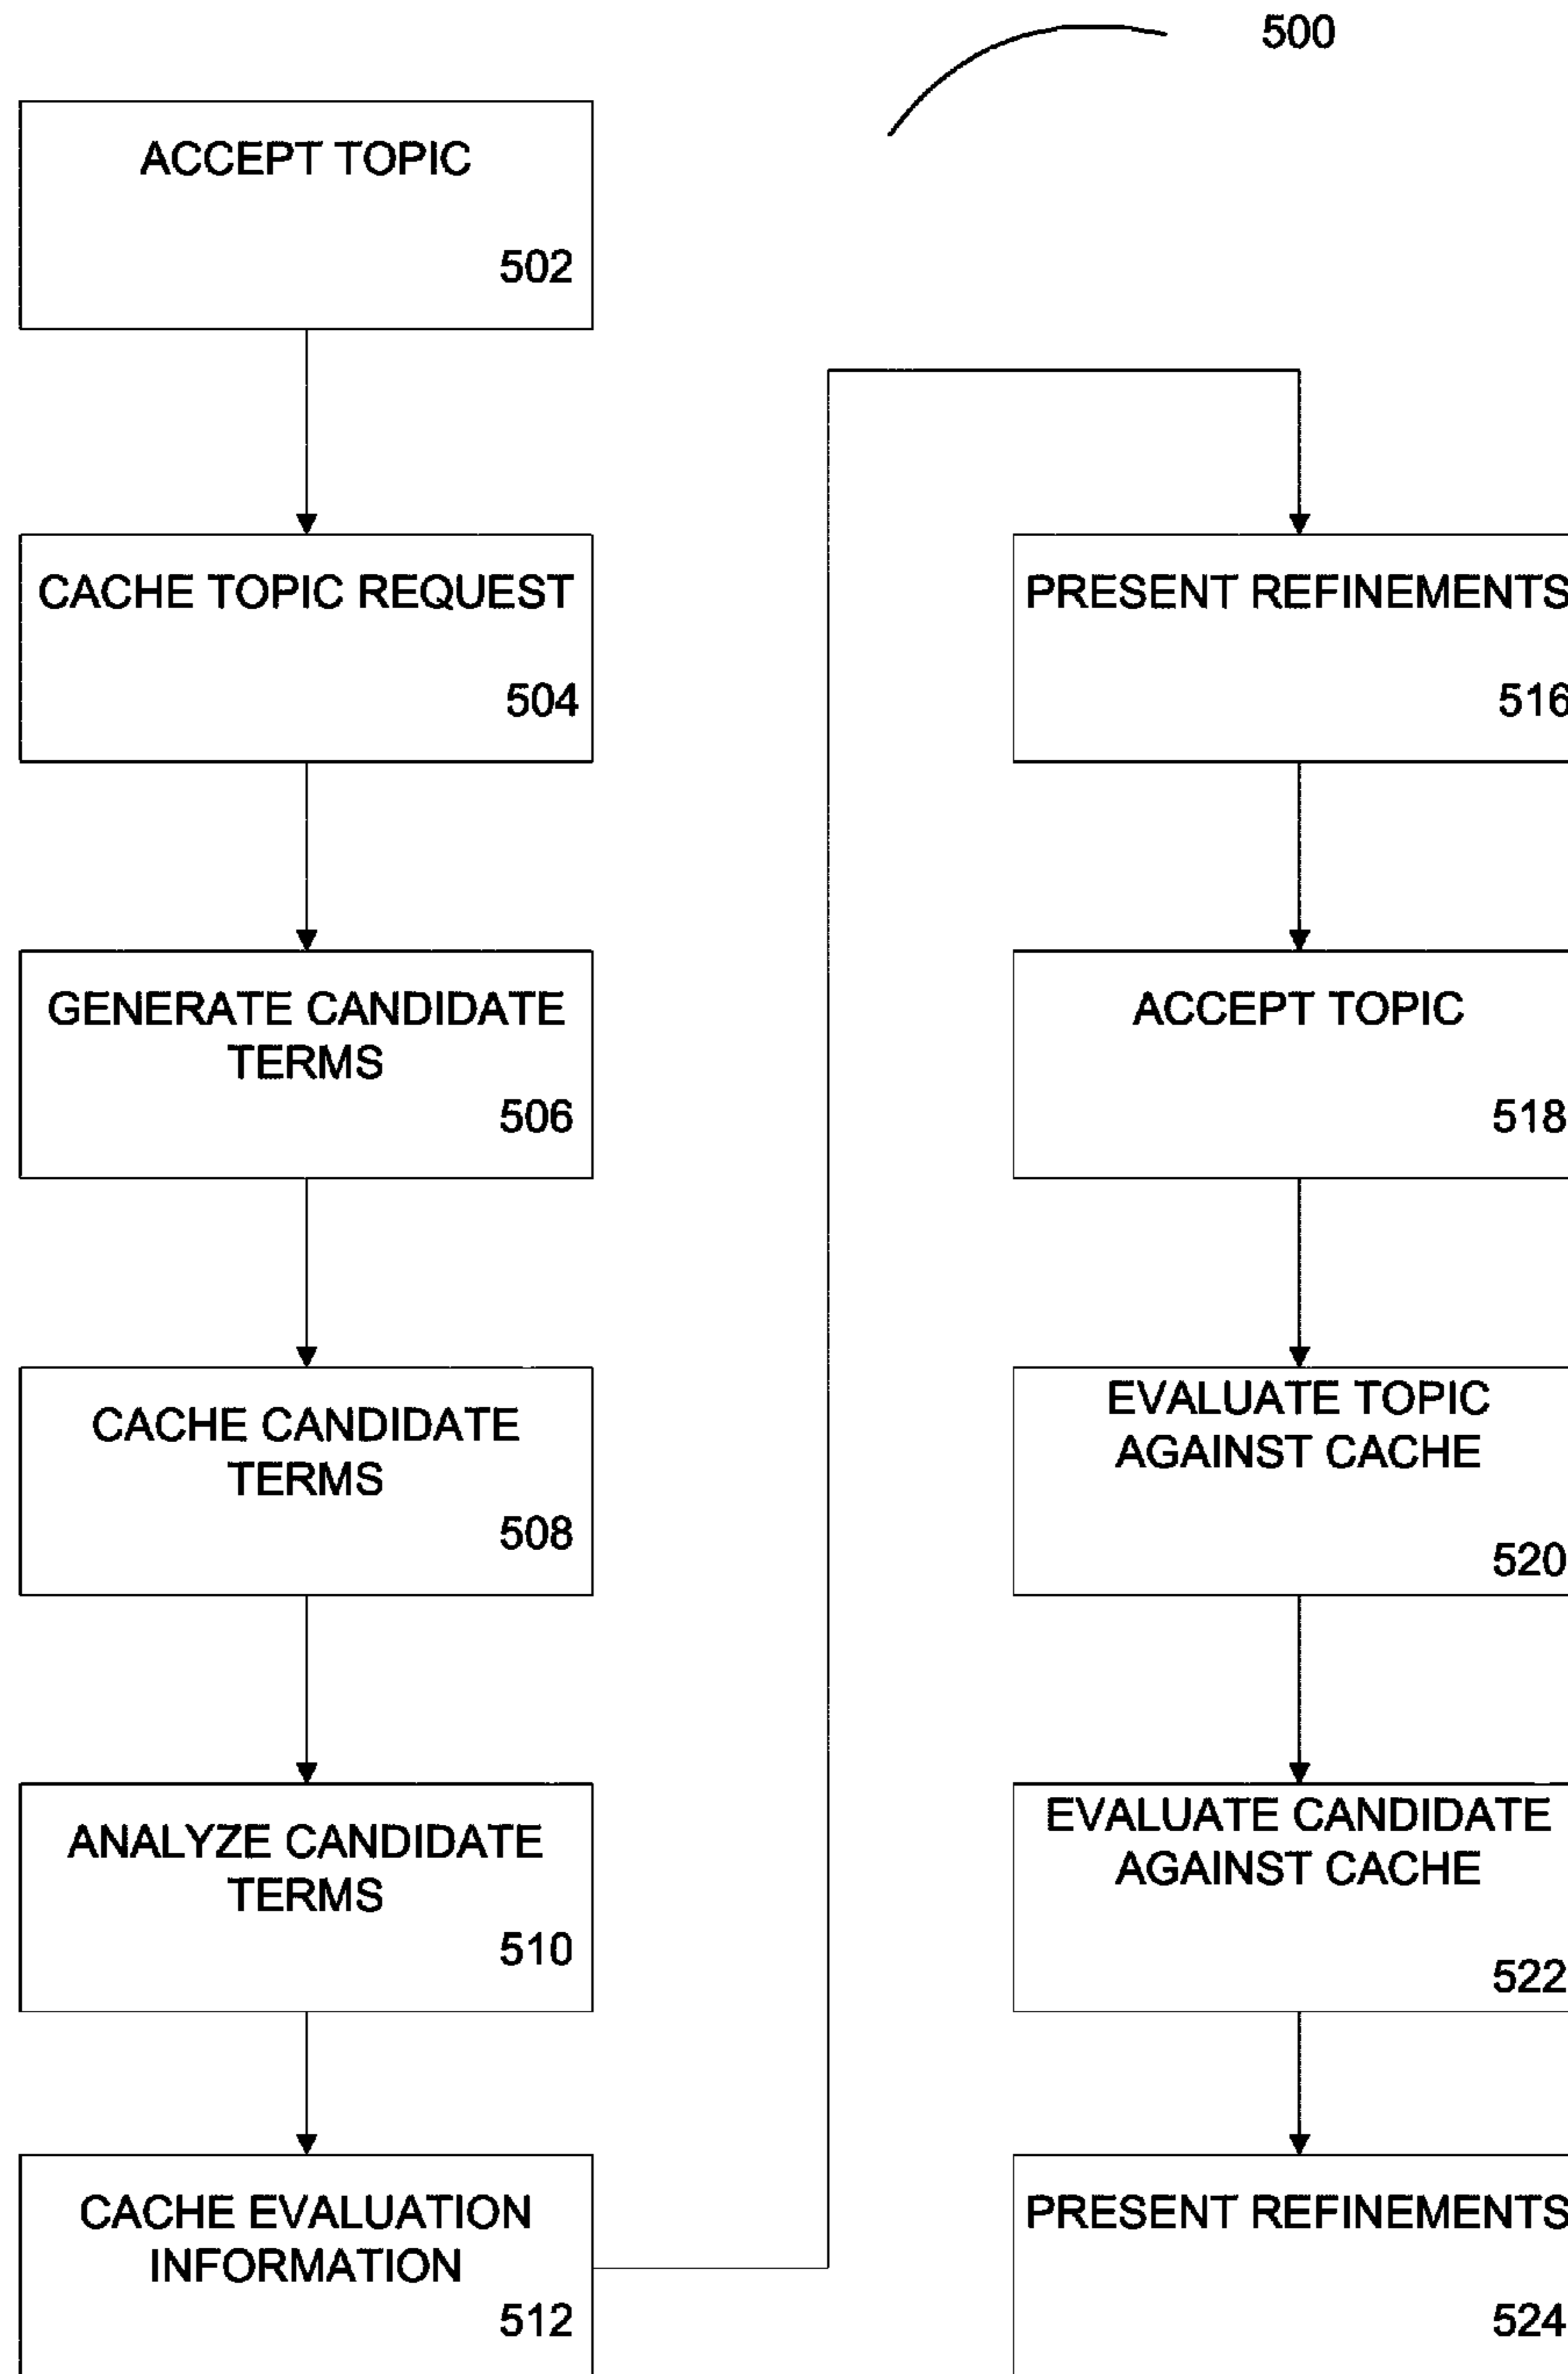 500
ACCEPT TOPIC
502
CACHE TOPIC REQUEST
504
GENERATE CANDIDATE
TERMS
506
CACHE CANDIDATE
TERMS
508
ANALYZE CANDIDATE
TERMS
510
CACHE EVALUATION
INFORMATION
512
PRESENT REFINEMENTS
516
ACCEPT TOPIC
518
EVALUATE TOPIC
AGAINST CACHE
520
EVALUATE CANDIDATE
AGAINST CACHE
522
PRESENT REFINEMENTS
524